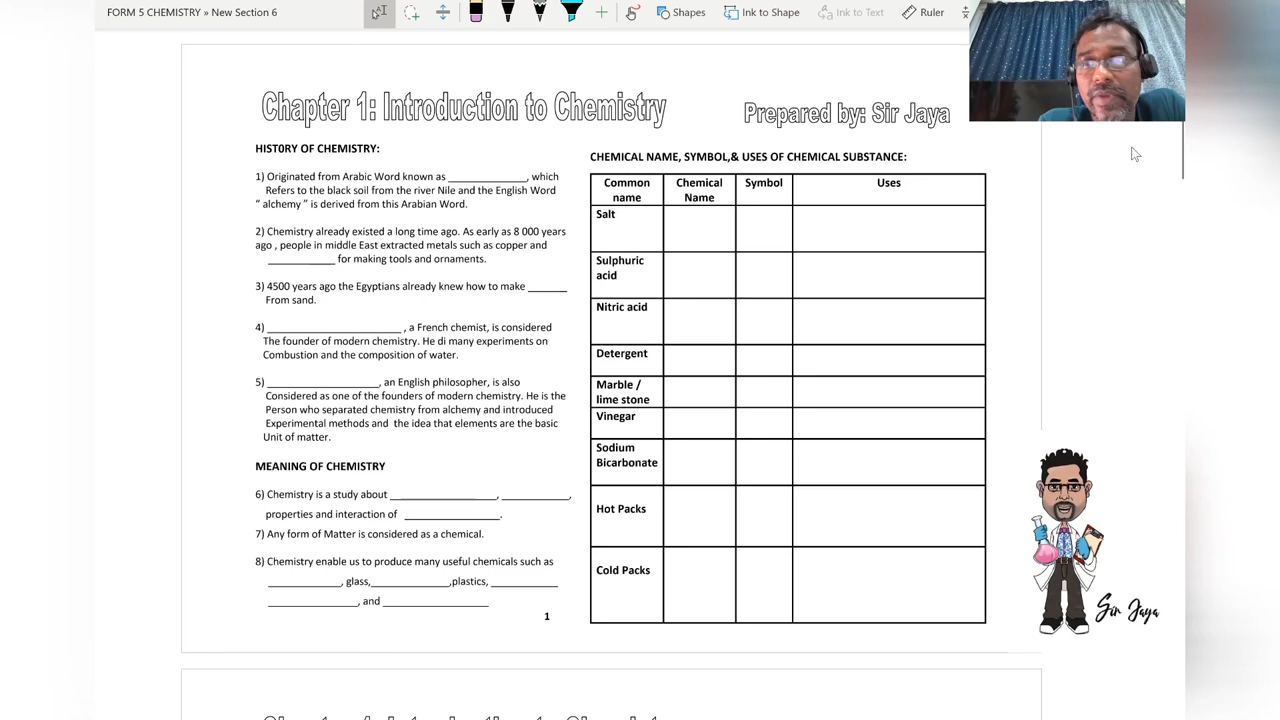 FORM 5 CHEMISTRY » New Section 6
Shapes
Ink to Shape
Ink to Text
Ruler
Chapter 1: Introduction to Chemistry
Prepared by: Sir Jaya
HISTORY OF CHEMISTRY:
1) Originated from Arabic Word known as ______________, which
Refers to the black soil from the river Nile and the English Word
“ alchemy ” is derived from this Arabian Word.
2) Chemistry already existed a long time ago. As early as 8 000 years
ago , people in middle East extracted metals such as copper and
____________ for making tools and ornaments.
3) 4500 years ago the Egyptians already knew how to make _______
From sand.
4) ________________________ , a French chemist, is considered
The founder of modern chemistry. He di many experiments on
Combustion and the composition of water.
5) ____________________, an English philosopher, is also
Considered as one of the founders of modern chemistry. He is the
Person who separated chemistry from alchemy and introduced
Experimental methods and the idea that elements are the basic
Unit of matter.
MEANING OF CHEMISTRY
6) Chemistry is a study about ___________________, ____________,
properties and interaction of _________________.
7) Any form of Matter is considered as a chemical.
8) Chemistry enable us to produce many useful chemicals such as
_____________, glass,______________,plastics, ____________
________________, and ___________________
1
CHEMICAL NAME, SYMBOL,& USES OF CHEMICAL SUBSTANCE:
Common name
Chemical Name
Symbol
Uses
Salt
Sulphuric acid
Nitric acid
Detergent
Marble / lime stone
Vinegar
Sodium Bicarbonate
Hot Packs
Cold Packs
Sir Jaya